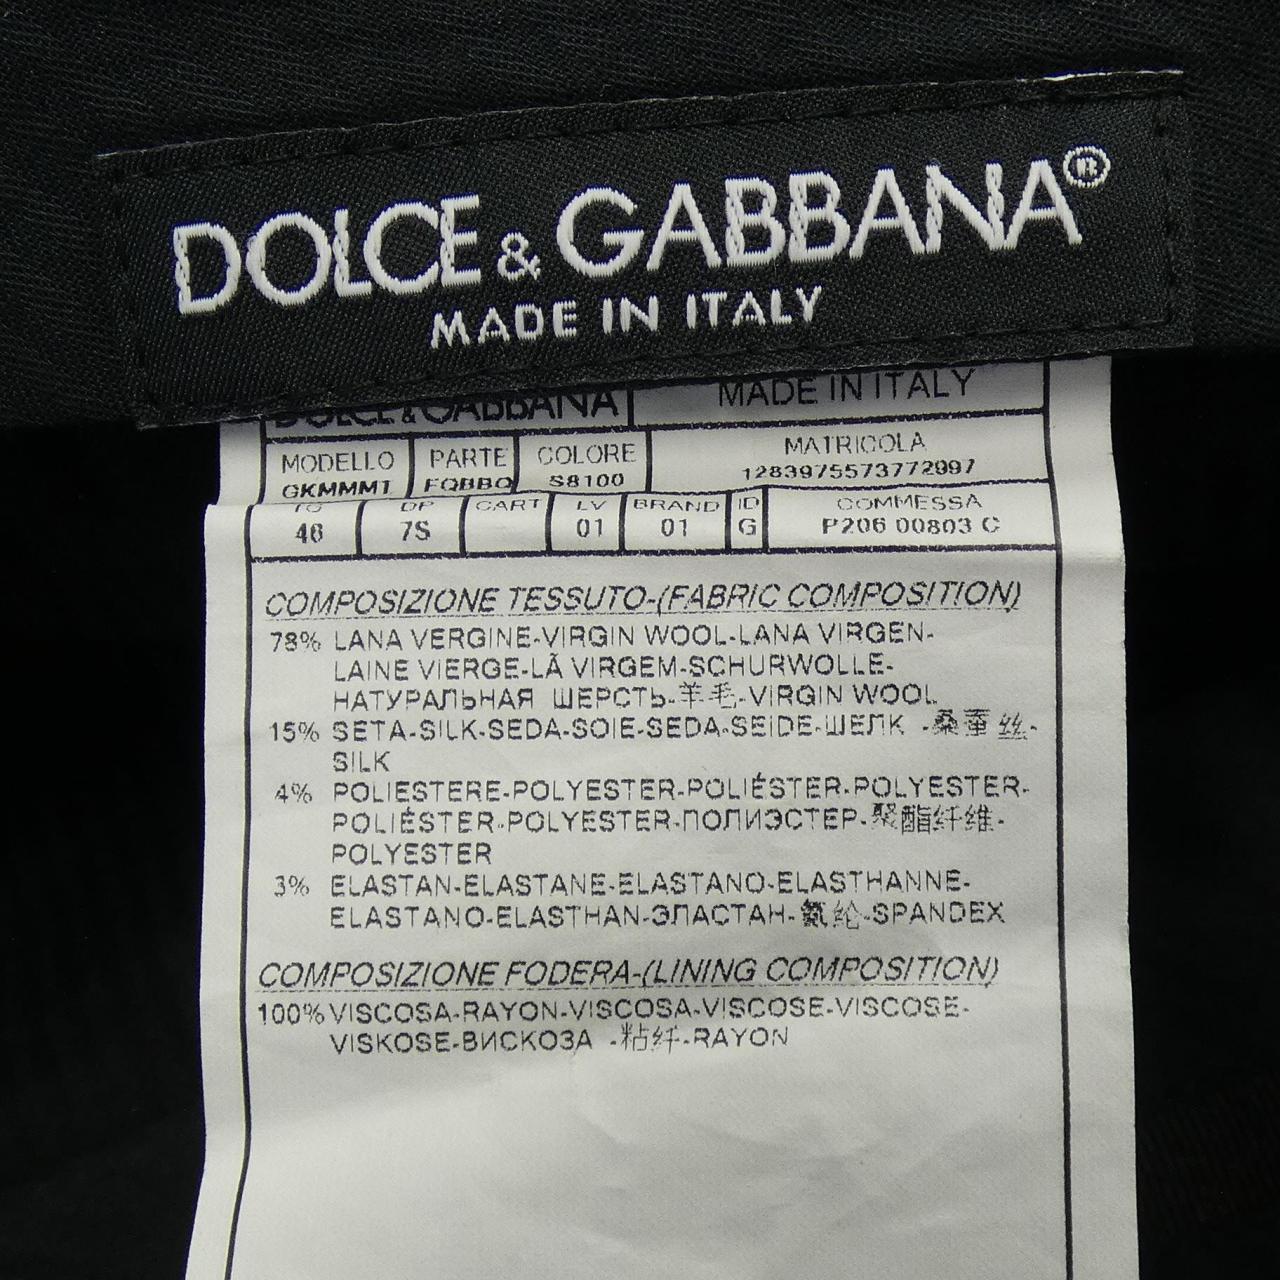 DOLCE & GABBANA®
MADE IN ITALY
DOLCE & GABBANA MADE IN ITALY
MODELLO PARTE COLORE MATRICOLA
GKMMMT FQBBQ S8100 1283975573772997
TG DP CART LV BRAND ID COMMESSA
46 7S 01 01 G P206 00803 C
COMPOSIZIONE TESSUTO-(FABRIC COMPOSITION)
78% LANA VERGINE-VIRGIN WOOL-LANA VIRGEN-
LAINE VIERGE-LÃ VIRGEM-SCHURWOLLE-
НАТУРАЛЬНАЯ ШЕРСТЬ-羊毛-VIRGIN WOOL
15% SETA-SILK-SEDA-SOIE-SEDA-SEIDE-ШЕЛК -桑蚕丝-
SILK
4% POLIESTERE-POLYESTER-POLIÉSTER-POLYESTER-
POLIÉSTER-POLYESTER-ПОЛИЭСТЕР-聚酯纤维-
POLYESTER
3% ELASTAN-ELASTANE-ELASTANO-ELASTHANNE-
ELASTANO-ELASTHAN-ЭЛАСТАН-氨纶-SPANDEX
COMPOSIZIONE FODERA-(LINING COMPOSITION)
100% VISCOSA-RAYON-VISCOSA-VISCOSE-VISCOSE-
VISKOSE-ВИСКОЗА -粘纤-RAYON